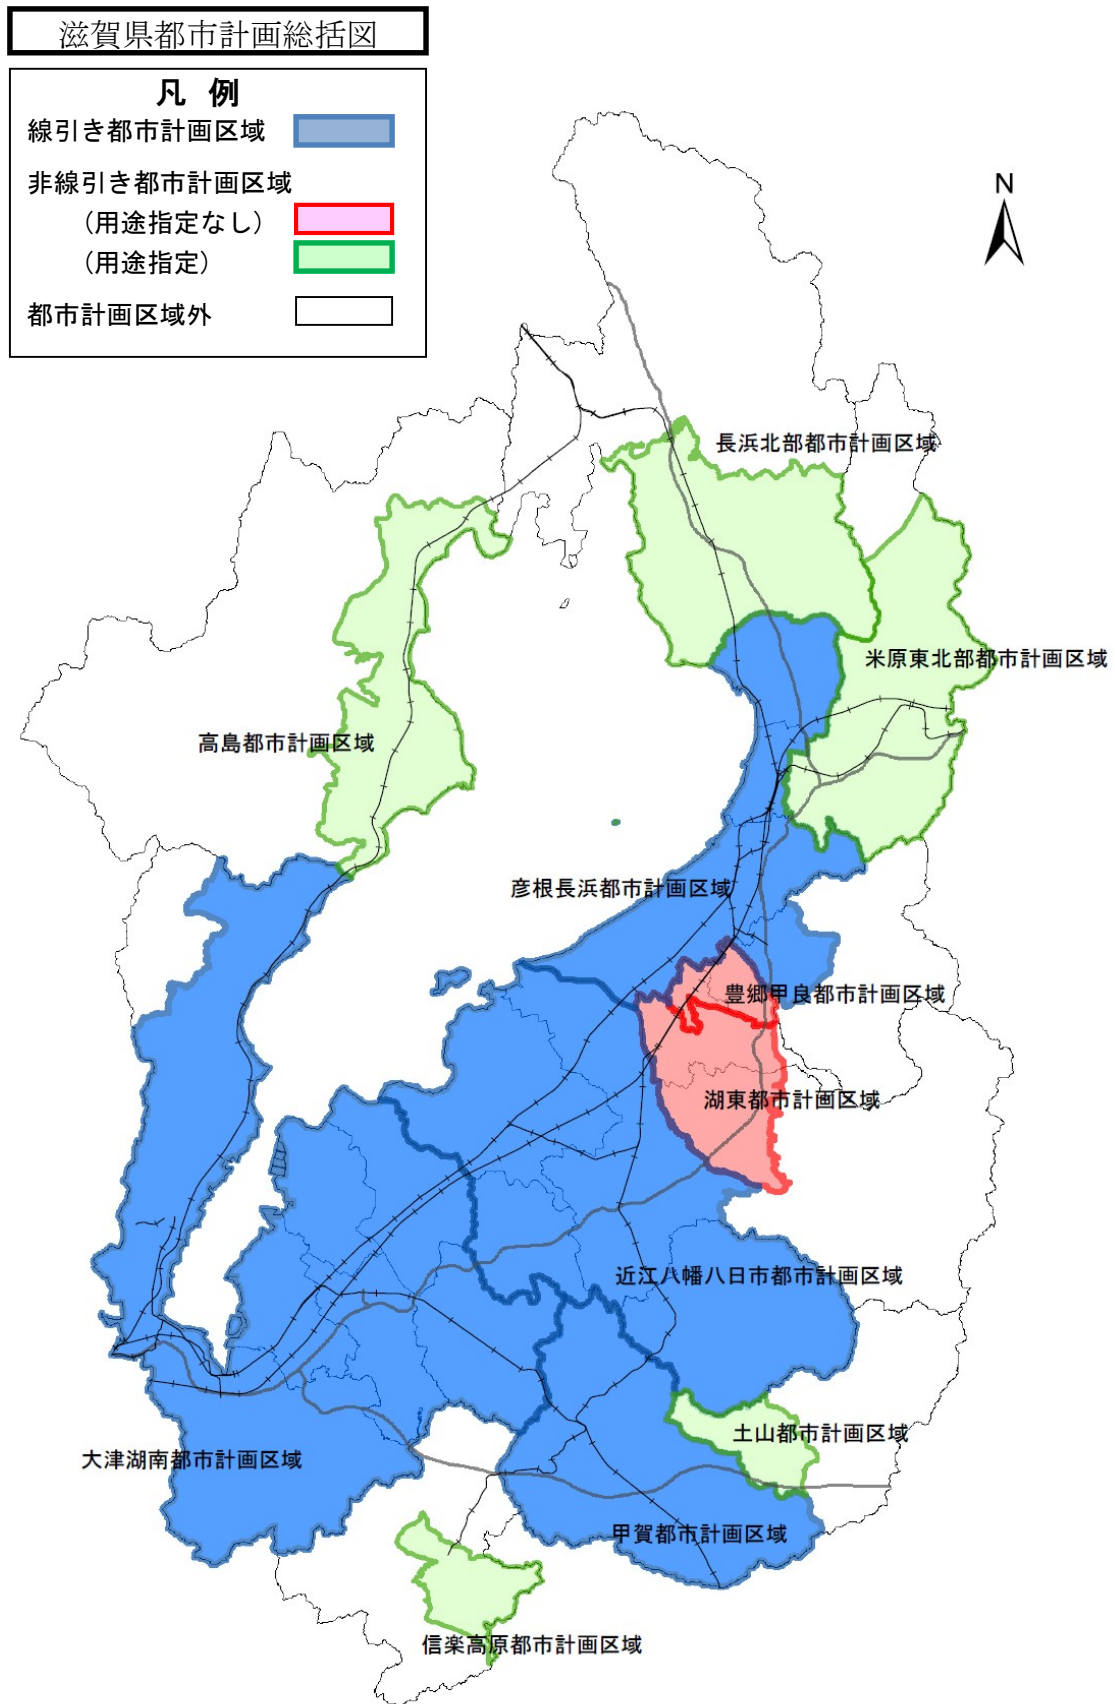 滋賀県都市計画総括図
凡 例
線引き都市計画区域
非線引き都市計画区域
（用途指定なし）
（用途指定）
都市計画区域外
N
長浜北部都市計画区域
米原東北部都市計画区域
高島都市計画区域
彦根長浜都市計画区域
豊郷甲良都市計画区域
湖東都市計画区域
近江八幡八日市都市計画区域
土山都市計画区域
大津湖南都市計画区域
甲賀都市計画区域
信楽高原都市計画区域